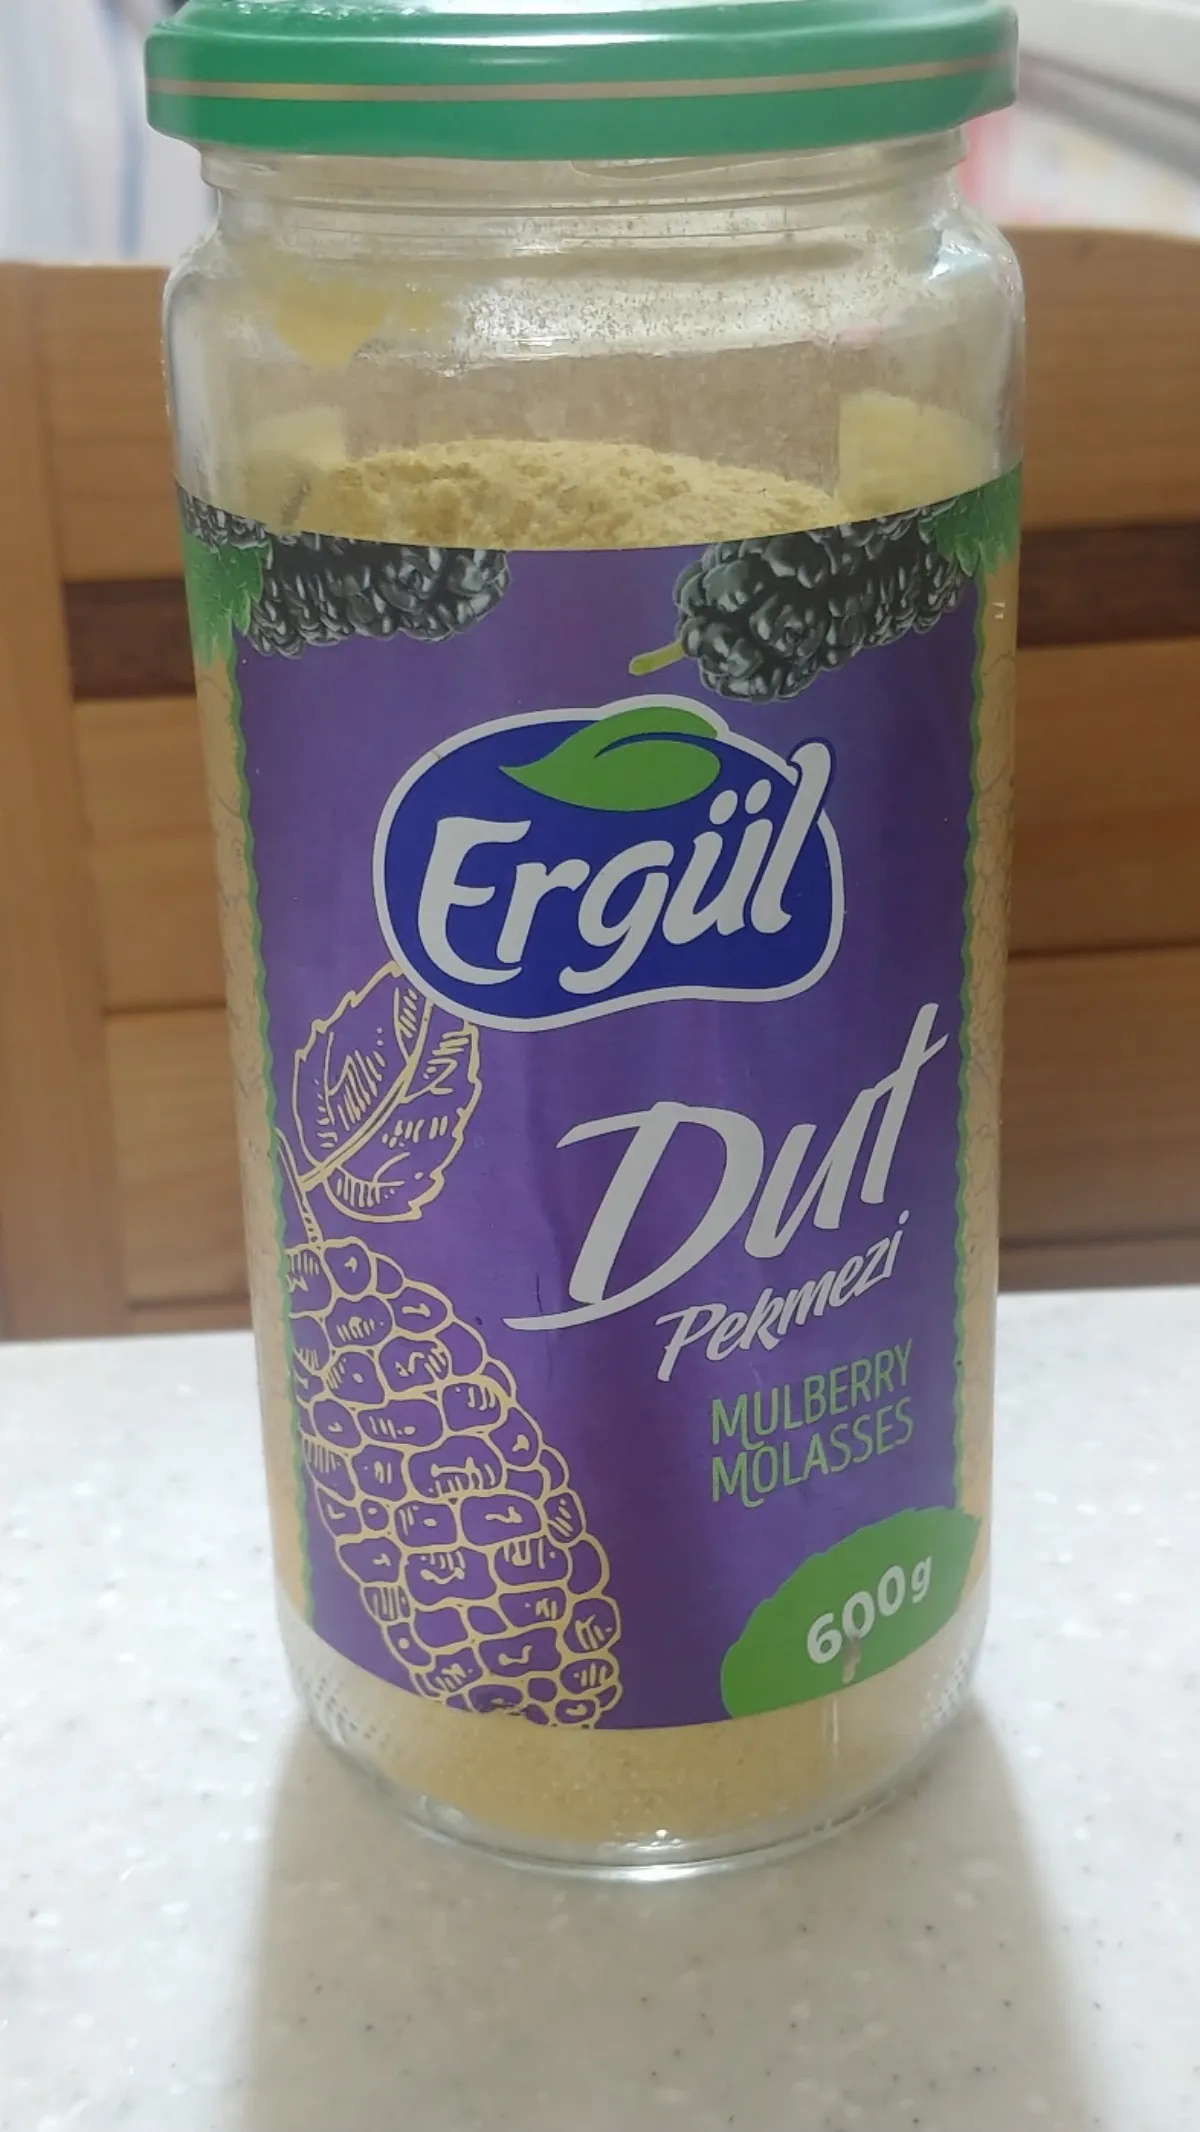 Ergül
Dut
Pekmezi
MULBERRY
MOLASSES
600g